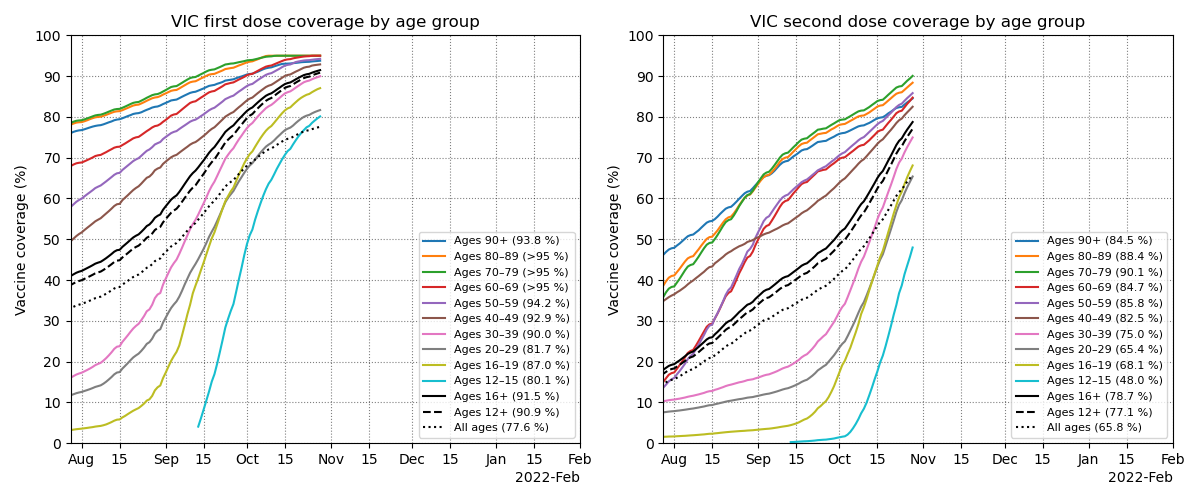 VIC first dose coverage by age group
Vaccine coverage (%)
100
90
80
70
60
50
40
30
20
10
0
Ages 90+ (93.8 %)
Ages 80–89 (>95 %)
Ages 70–79 (>95 %)
Ages 60–69 (>95 %)
Ages 50–59 (94.2 %)
Ages 40–49 (92.9 %)
Ages 30–39 (90.0 %)
Ages 20–29 (81.7 %)
Ages 16–19 (87.0 %)
Ages 12–15 (80.1 %)
Ages 16+ (91.5 %)
Ages 12+ (90.9 %)
All ages (77.6 %)
Aug 15 Sep 15 Oct 15 Nov 15 Dec 15 Jan 15 Feb
2022-Feb
VIC second dose coverage by age group
Vaccine coverage (%)
100
90
80
70
60
50
40
30
20
10
0
Ages 90+ (84.5 %)
Ages 80–89 (88.4 %)
Ages 70–79 (90.1 %)
Ages 60–69 (84.7 %)
Ages 50–59 (85.8 %)
Ages 40–49 (82.5 %)
Ages 30–39 (75.0 %)
Ages 20–29 (65.4 %)
Ages 16–19 (68.1 %)
Ages 12–15 (48.0 %)
Ages 16+ (78.7 %)
Ages 12+ (77.1 %)
All ages (65.8 %)
Aug 15 Sep 15 Oct 15 Nov 15 Dec 15 Jan 15 Feb
2022-Feb